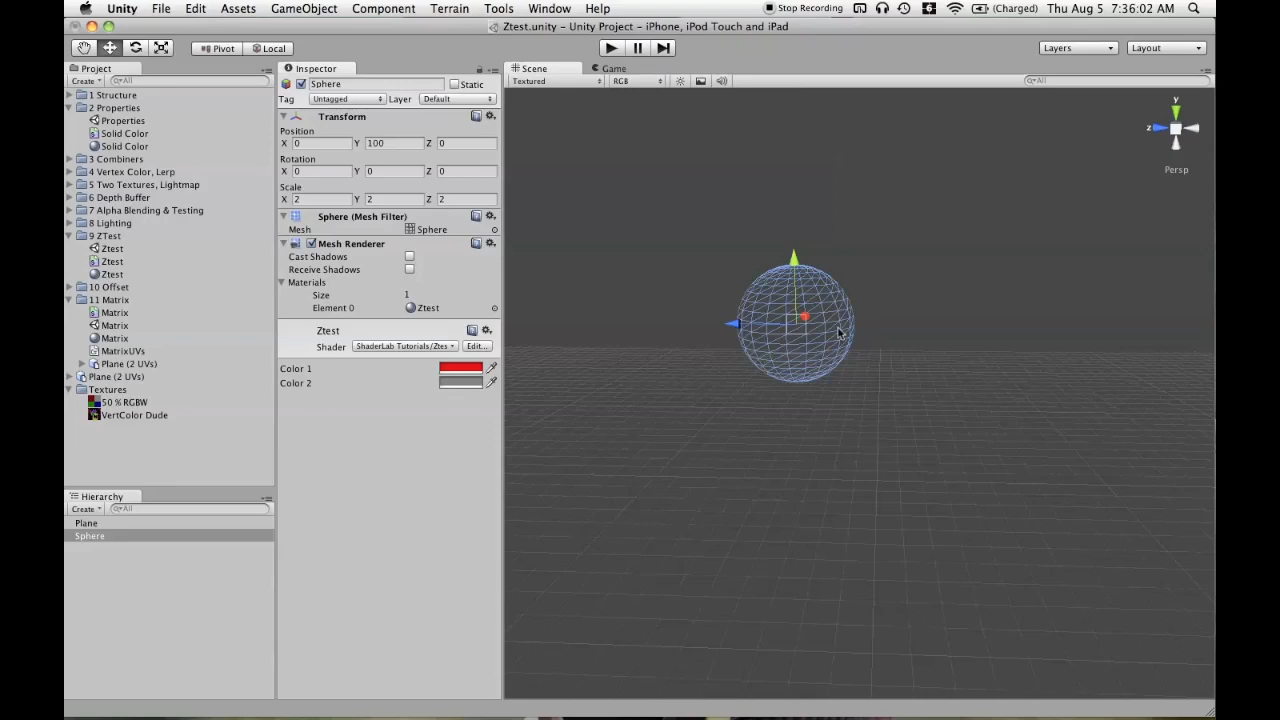 Unity File Edit Assets GameObject Component Terrain Tools Window Help Stop Recording 6 (Charged) Thu Aug 5 7:36:02 AM
Ztest.unity – Unity Project – iPhone, iPod Touch and iPad
Pivot Local Layers Layout
Project
Create All
1 Structure
2 Properties
Properties
Solid Color
Solid Color
3 Combiners
4 Vertex Color, Lerp
5 Two Textures, Lightmap
6 Depth Buffer
7 Alpha Blending & Testing
8 Lighting
9 ZTest
Ztest
Ztest
Ztest
10 Offset
11 Matrix
Matrix
Matrix
Matrix
MatrixUVs
Plane (2 UVs)
Plane (2 UVs)
Textures
50 % RGBW
VertColor Dude
Hierarchy
Create All
Plane
Sphere
Inspector
Sphere Static
Tag Untagged Layer Default
Transform
Position
X 0 Y 100 Z 0
Rotation
X 0 Y 0 Z 0
Scale
X 2 Y 2 Z 2
Sphere (Mesh Filter)
Mesh Sphere
Mesh Renderer
Cast Shadows
Receive Shadows
Materials
Size 1
Element 0 Ztest
Ztest
Shader ShaderLab Tutorials/Ztes Edit...
Color 1
Color 2
Scene Game
Textured RGB All
y
z
Persp